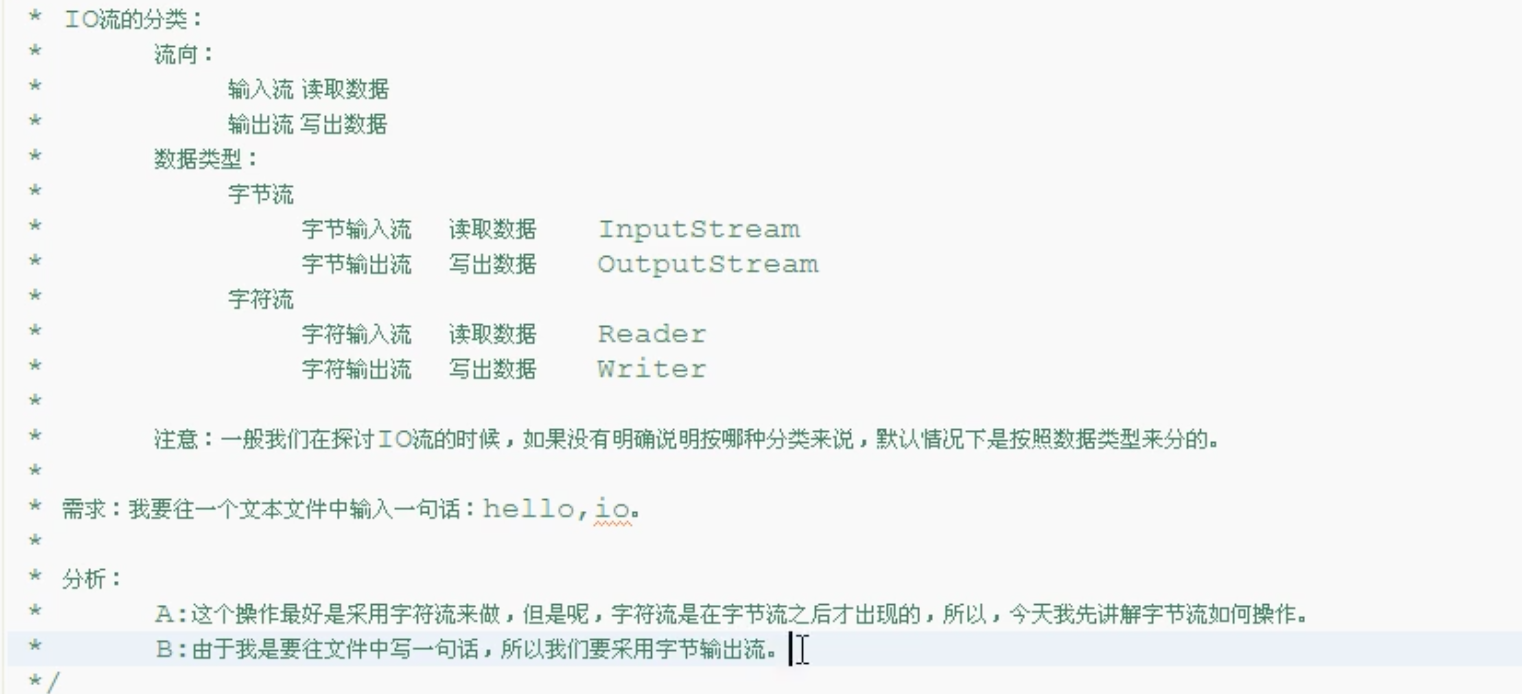 * IO流的分类：
* 流向：
* 输入流 读取数据
* 输出流 写出数据
* 数据类型：
* 字节流
* 字节输入流 读取数据 InputStream
* 字节输出流 写出数据 OutputStream
* 字符流
* 字符输入流 读取数据 Reader
* 字符输出流 写出数据 Writer
*
* 注意：一般我们在探讨IO流的时候，如果没有明确说明按哪种分类来说，默认情况下是按照数据类型来分的。
*
* 需求：我要往一个文本文件中输入一句话：hello,io。
*
* 分析：
* A:这个操作最好是采用字符流来做，但是呢，字符流是在字节流之后才出现的，所以，今天我先讲解字节流如何操作。
* B:由于我是要往文件中写一句话，所以我们要采用字节输出流。
*/